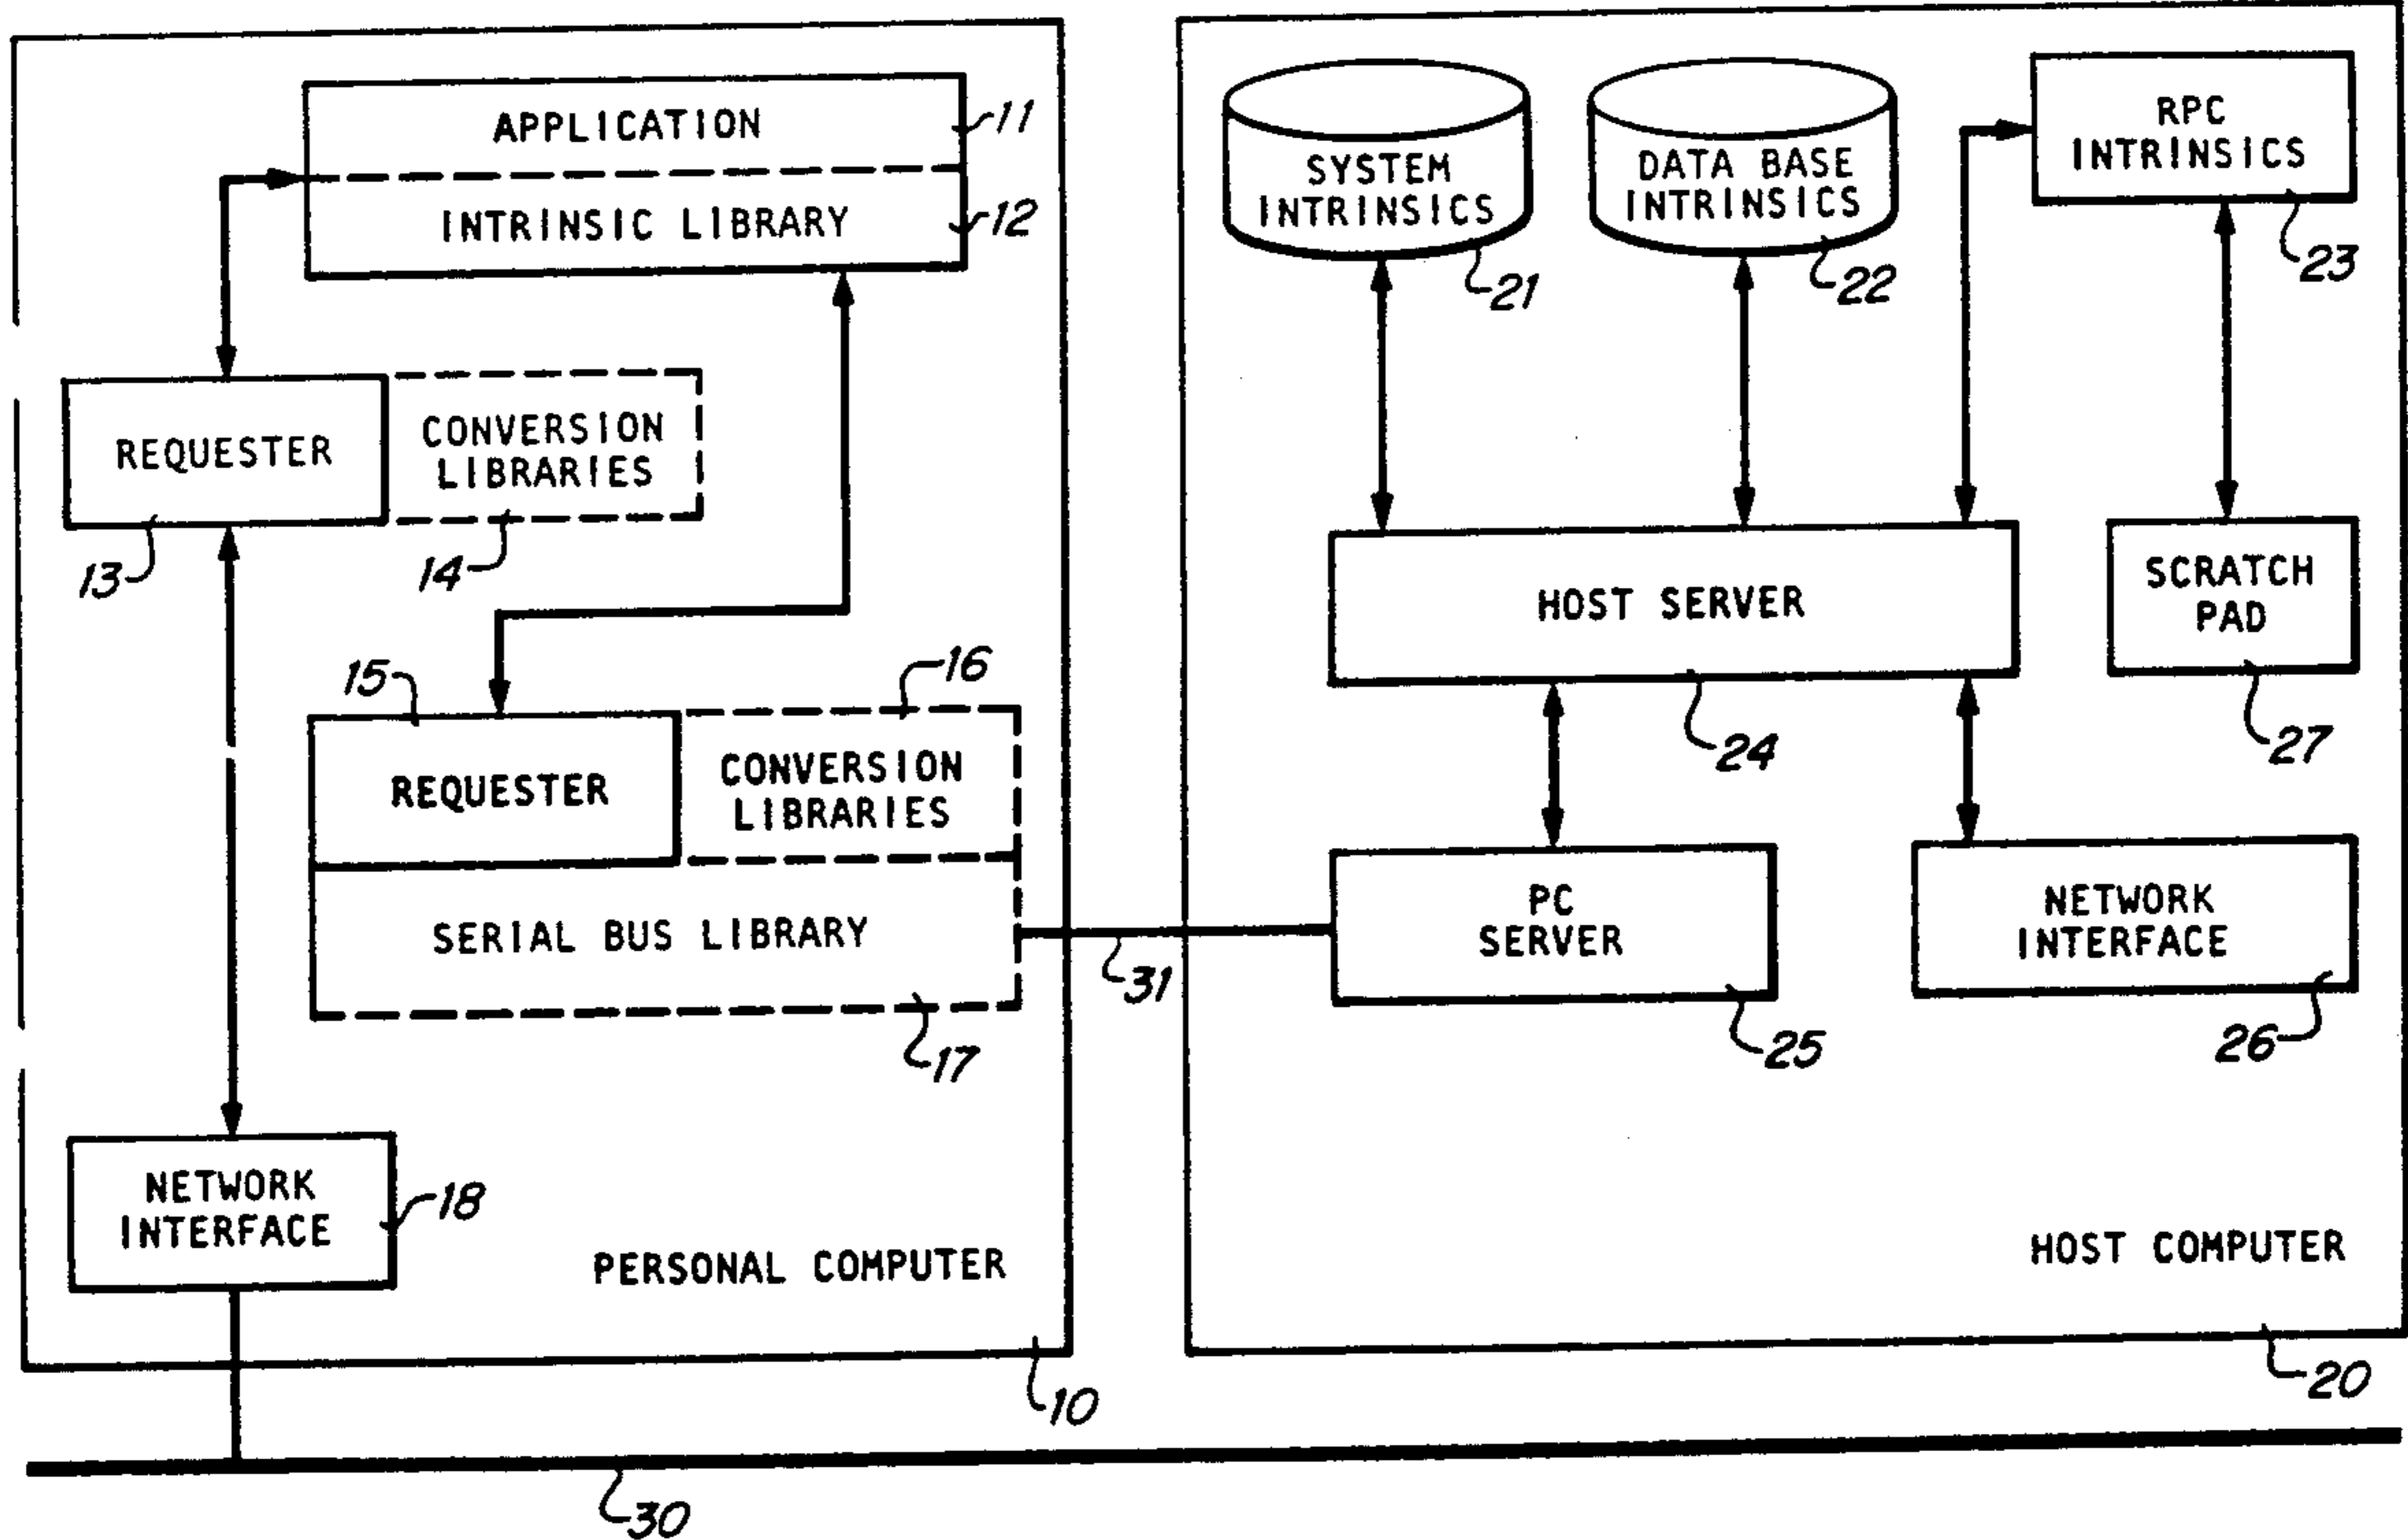 APPLICATION
11
INTRINSIC LIBRARY
12
REQUESTER
13
CONVERSION
LIBRARIES
14
15
16
REQUESTER
CONVERSION
LIBRARIES
SERIAL BUS LIBRARY
17
31
NETWORK
INTERFACE
18
PERSONAL COMPUTER
10
SYSTEM
INTRINSICS
21
DATA BASE
INTRINSICS
22
RPC
INTRINSICS
23
HOST SERVER
24
SCRATCH
PAD
27
PC
SERVER
25
NETWORK
INTERFACE
26
HOST COMPUTER
20
30